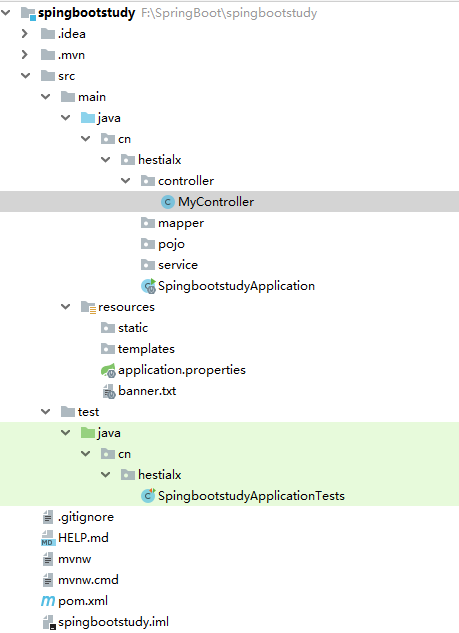 spingbootstudy F:\SpringBoot\spingbootstudy
.idea
.mvn
src
main
java
cn
hestialx
controller
MyController
mapper
pojo
service
SpingbootstudyApplication
resources
static
templates
application.properties
banner.txt
test
java
cn
hestialx
SpingbootstudyApplicationTests
.gitignore
HELP.md
mvnw
mvnw.cmd
pom.xml
spingbootstudy.iml